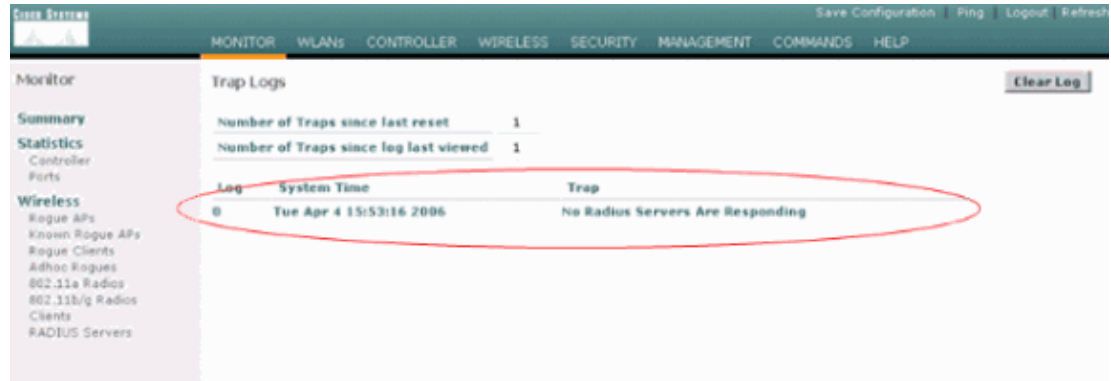 Cisco Systems
Save Configuration | Ping | Logout | Refresh
MONITOR WLANs CONTROLLER WIRELESS SECURITY MANAGEMENT COMMANDS HELP
Monitor
Summary
Statistics
Controller
Ports
Wireless
Rogue APs
Known Rogue APs
Rogue Clients
Adhoc Rogues
802.11a Radios
802.11b/g Radios
Clients
RADIUS Servers
Trap Logs
Clear Log
Number of Traps since last reset 1
Number of Traps since log last viewed 1
Log System Time Trap
0 Tue Apr 4 15:53:16 2006 No Radius Servers Are Responding